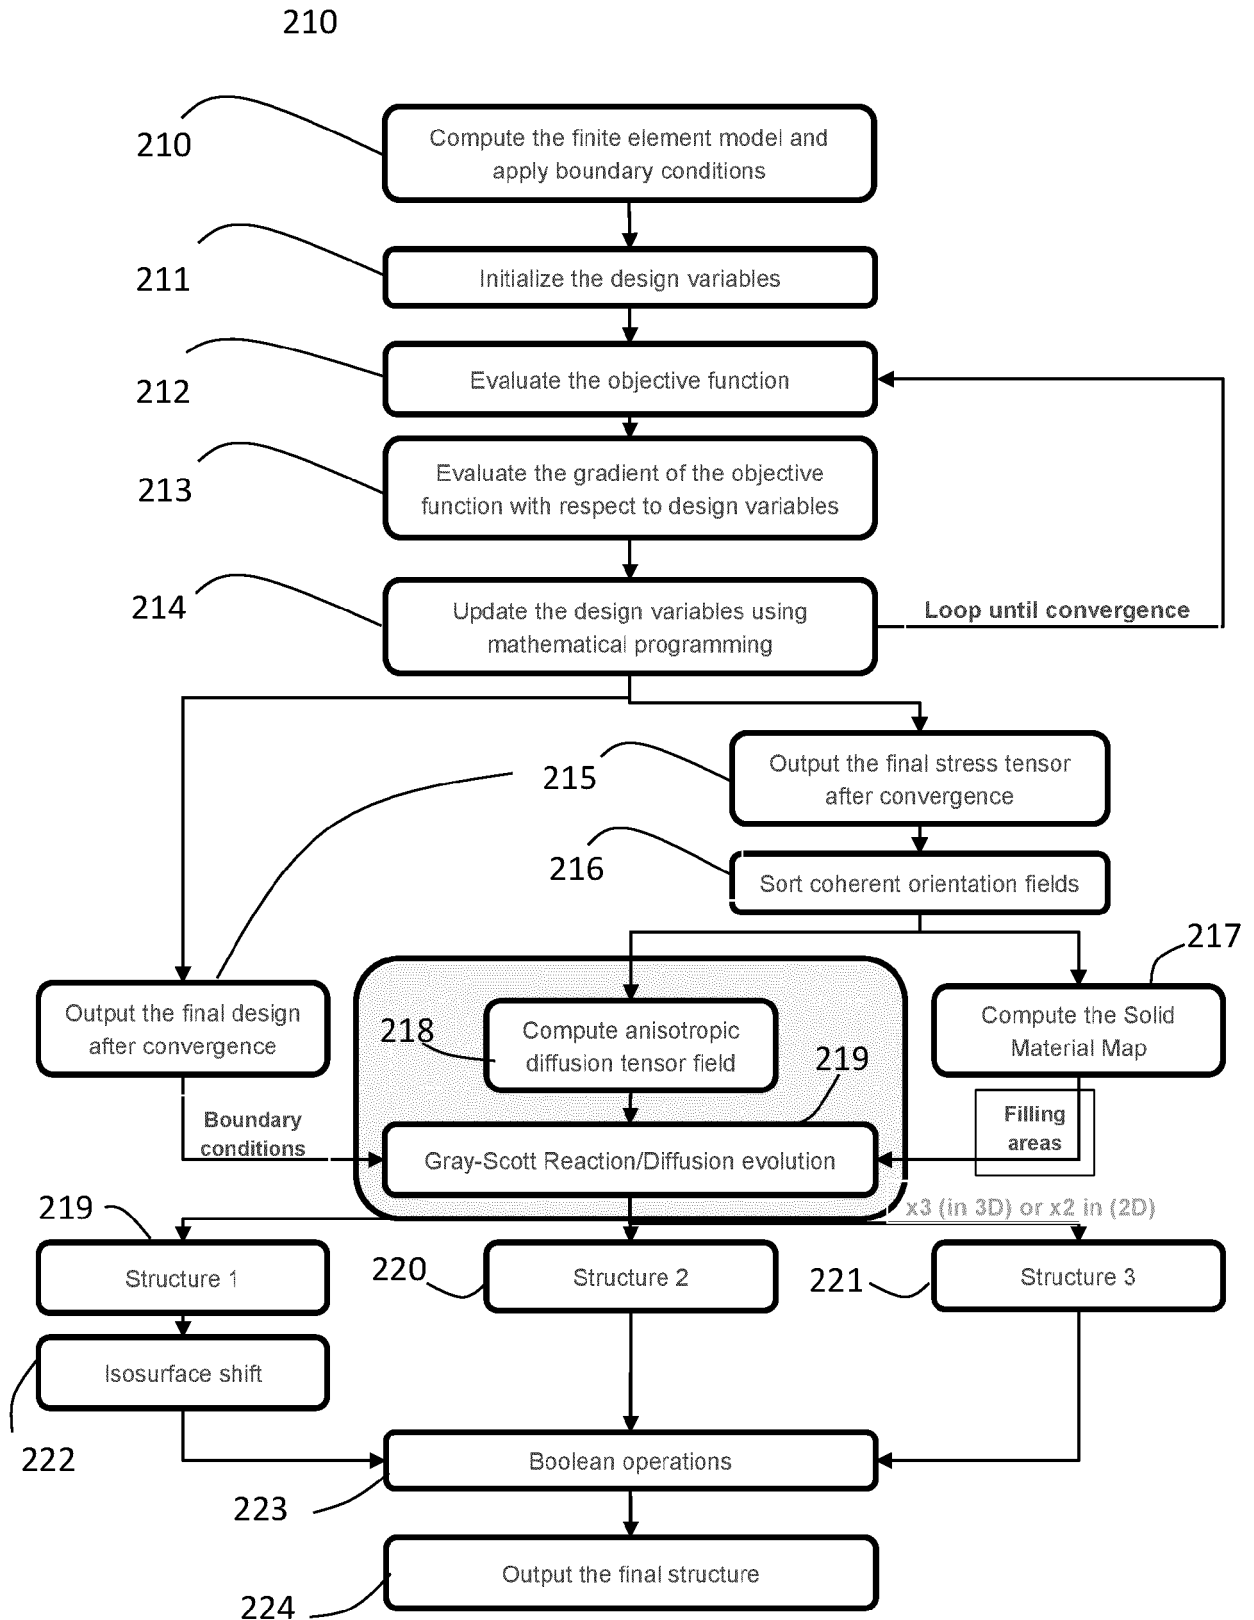 210
210
Compute the finite element model and
apply boundary conditions
211
Initialize the design variables
212
Evaluate the objective function
213
Evaluate the gradient of the objective
function with respect to design variables
214
Update the design variables using
mathematical programming
Loop until convergence
215
Output the final stress tensor
after convergence
216
Sort coherent orientation fields
217
Output the final design
after convergence
218
Compute anisotropic
diffusion tensor field
Compute the Solid
Material Map
219
Boundary
conditions
Filling
areas
Gray-Scott Reaction/Diffusion evolution
x3 (in 3D) or x2 in (2D)
219
Structure 1
220
Structure 2
221
Structure 3
Isosurface shift
222
Boolean operations
223
Output the final structure
224